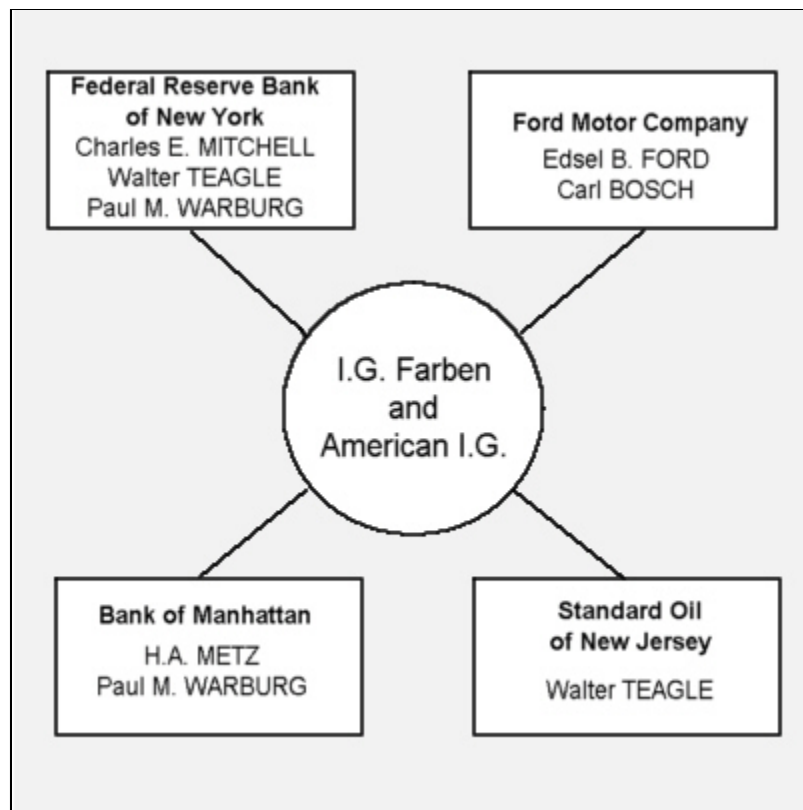 Federal Reserve Bank
of New York
Charles E. MITCHELL
Walter TEAGLE
Paul M. WARBURG
Ford Motor Company
Edsel B. FORD
Carl BOSCH
I.G. Farben
and
American I.G.
Bank of Manhattan
H.A. METZ
Paul M. WARBURG
Standard Oil
of New Jersey
Walter TEAGLE